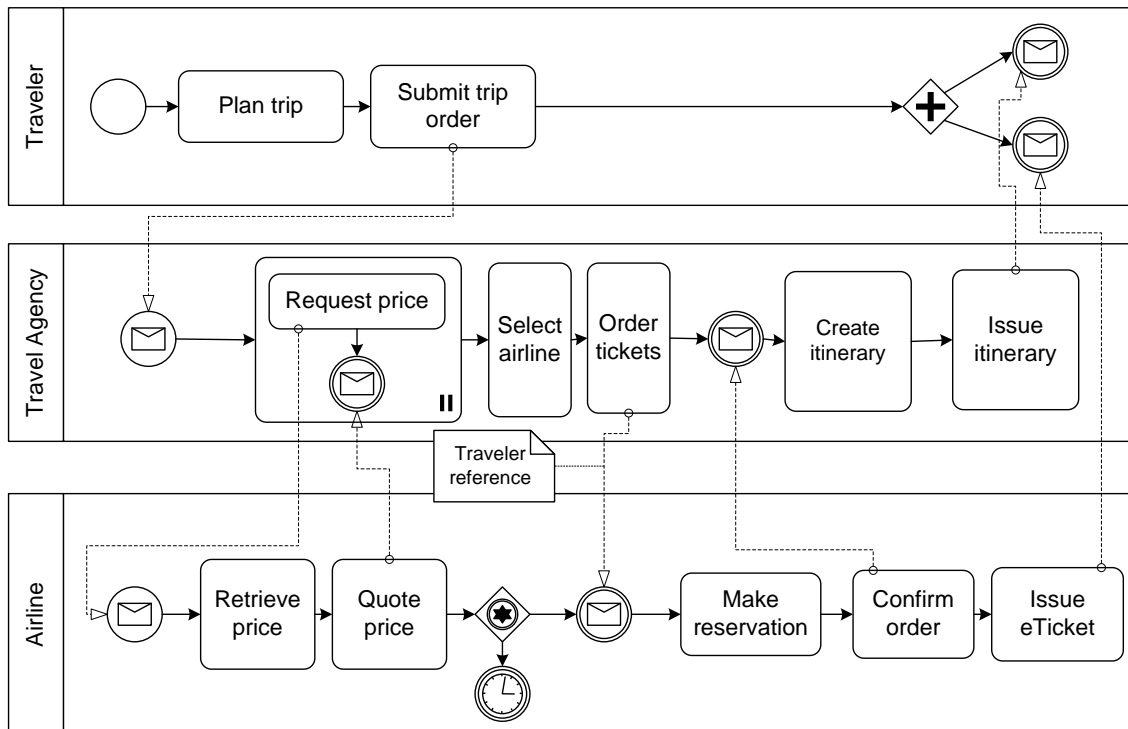 Traveler
Plan trip
Submit trip
order
Travel Agency
Request price
Select
airline
Order
tickets
Create
itinerary
Issue
itinerary
Traveler
reference
Airline
Retrieve
price
Quote
price
Make
reservation
Confirm
order
Issue
eTicket